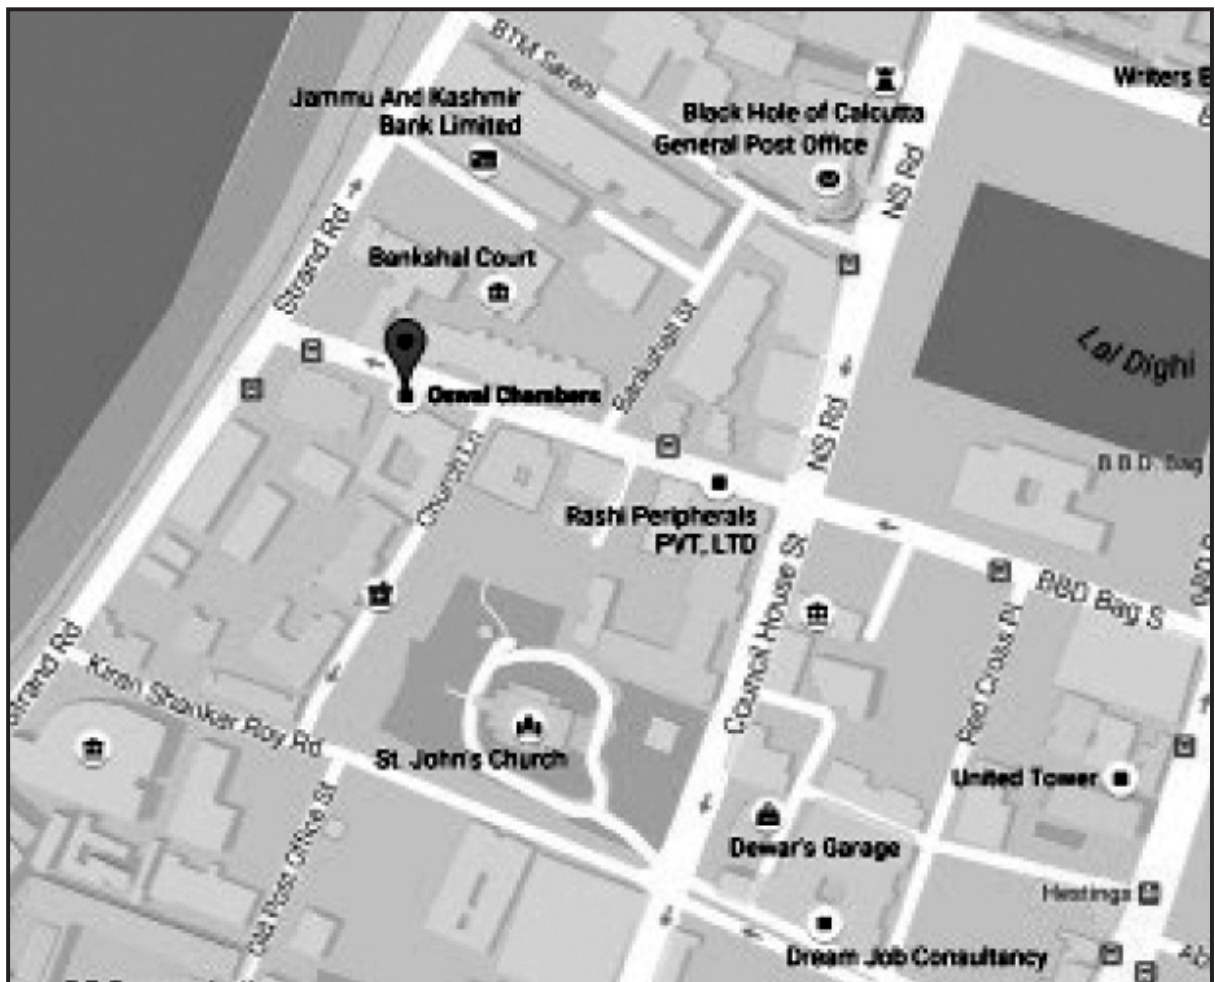 BTM Sarani
Writers B
Jammu And Kashmir
Bank Limited
Black Hole of Calcutta
General Post Office
NS Rd
Strand Rd
Bankshal Court
Lal Dighi
Bankshall St
Oswal Chambers
NS Rd
B.B.D. Bag
Church Ln
Rashi Peripherals
PVT. LTD
Council House St
BBD Bag S
Red Cross Pl
Strand Rd
Kiran Shankar Roy Rd
St. John's Church
United Tower
Old Post Office St
Dewar's Garage
Hastings
Dream Job Consultancy
Ab